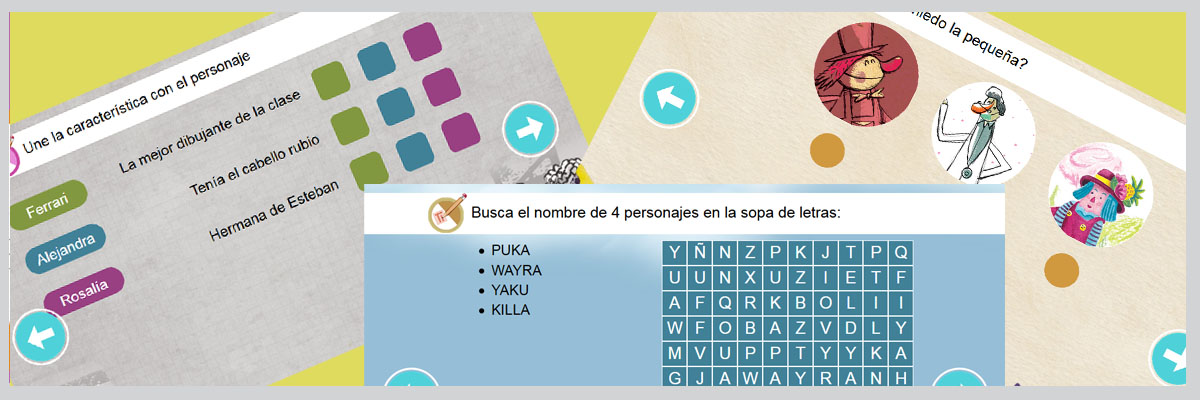 Une la característica con el personaje
La mejor dibujante de la clase
Tenía el cabello rubio
Hermana de Esteban
Ferrari
Alejandra
Rosalía
la pequeña?
Busca el nombre de 4 personajes en la sopa de letras:
PUKA
WAYRA
YAKU
KILLA
Y Ñ N Z P K J T P Q
U U N X U Z I E T F
A F Q R K B O L I I
W F O B A Z V D L Y
M V U P P T Y Y K A
G J A W A Y R A N H